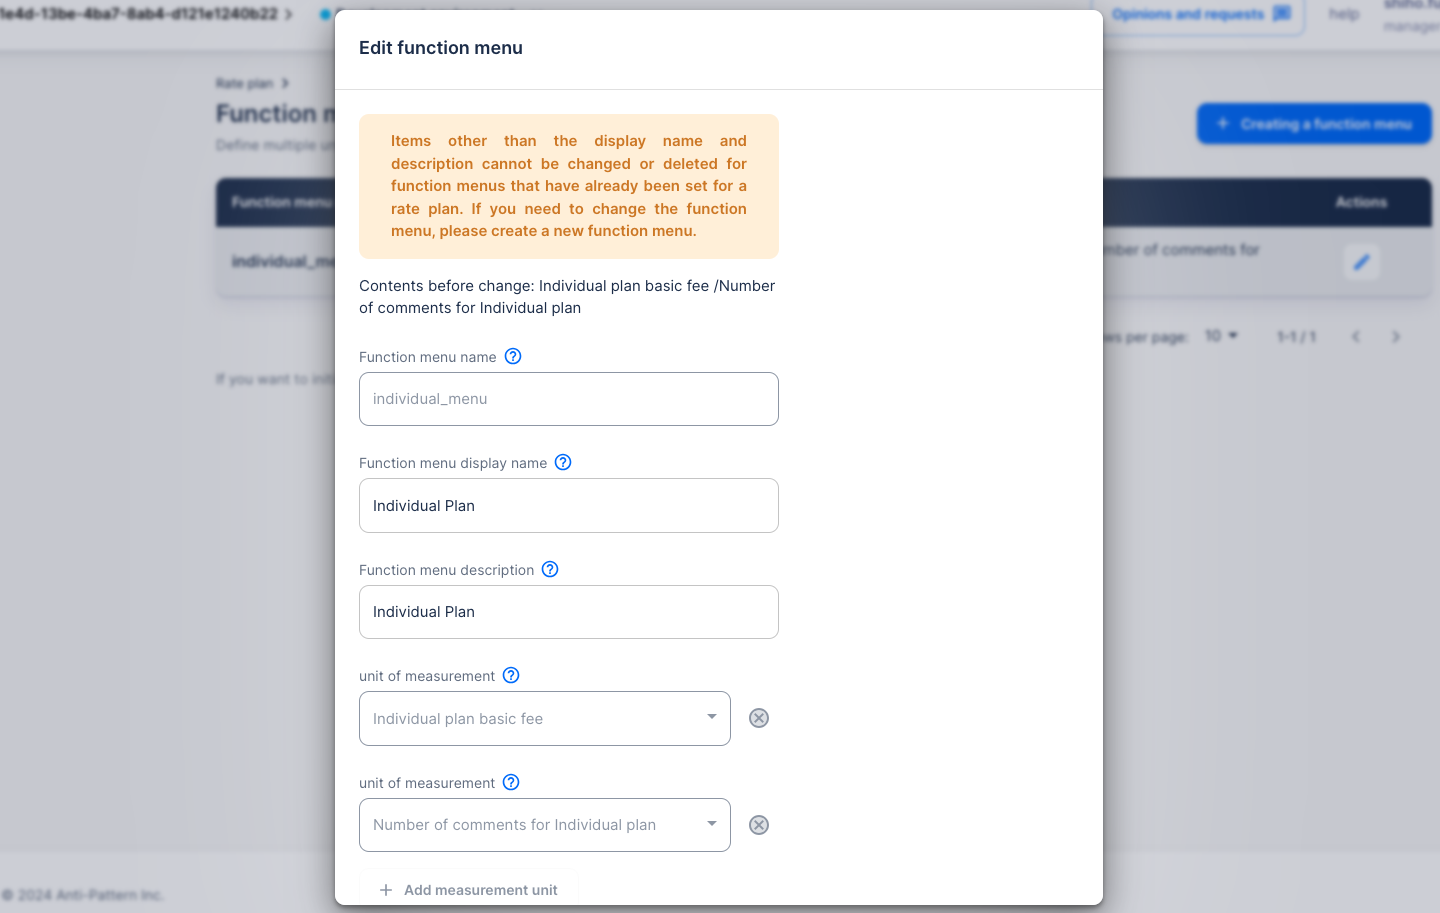 1e4d-13be-4ba7-8ab4-d121e1240b22
Opinions and requests
help
manager
Edit function menu
Rate plan
Function
Define multiple
Creating a function menu
Items other than the display name and
description cannot be changed or deleted for
function menus that have already been set for a
rate plan. If you need to change the function
menu, please create a new function menu.
Function menu
Actions
individual_me
mber of comments for
Contents before change: Individual plan basic fee /Number
of comments for Individual plan
ws per page:
10
1-1 / 1
Function menu name
individual_menu
If you want to
Function menu display name
Individual Plan
Function menu description
Individual Plan
unit of measurement
Individual plan basic fee
unit of measurement
Number of comments for Individual plan
+ Add measurement unit
© 2024 Anti-Pattern Inc.